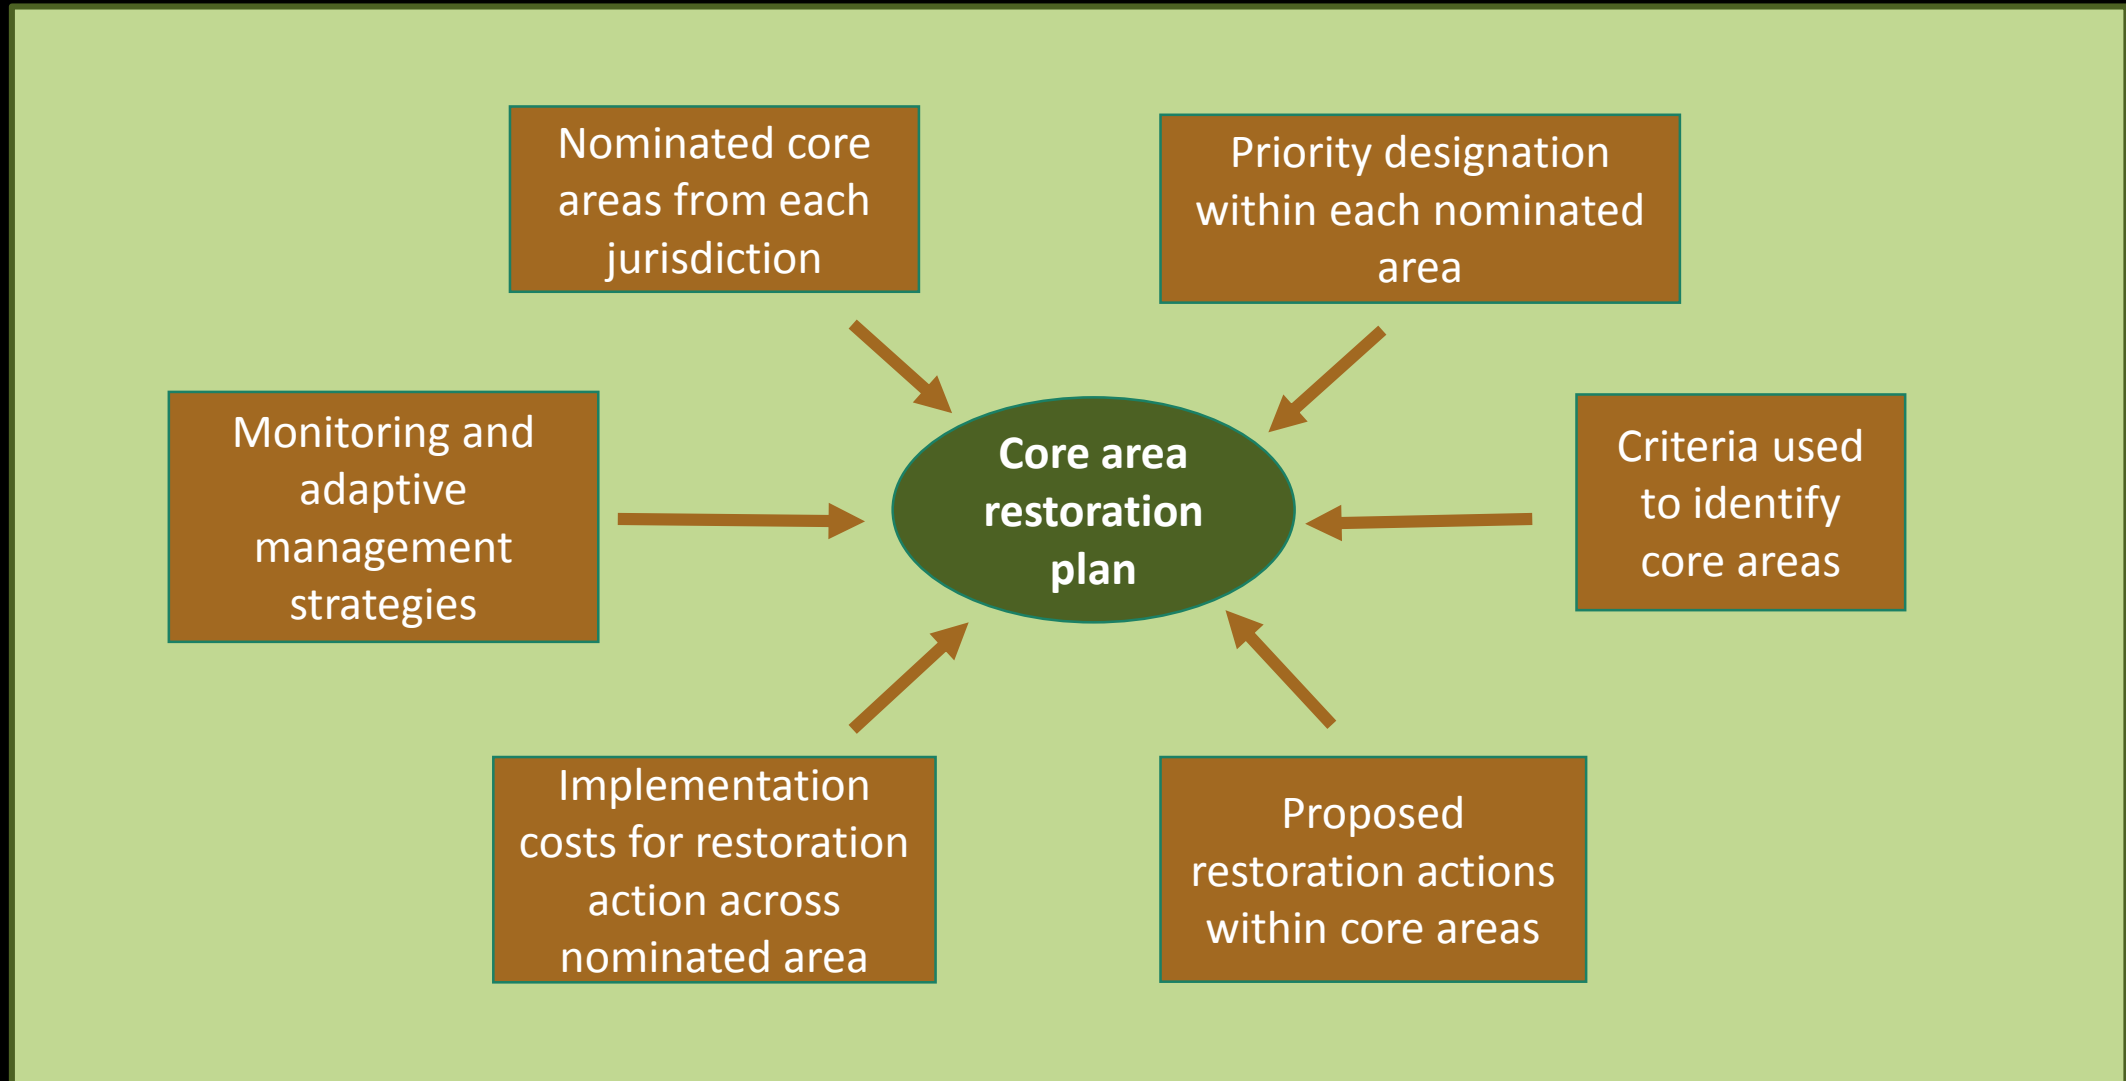 Nominated core
areas from each
jurisdiction
Priority designation
within each nominated
area
Monitoring and
adaptive
management
strategies
Core area
restoration
plan
Criteria used
to identify
core areas
Implementation
costs for restoration
action across
nominated area
Proposed
restoration actions
within core areas